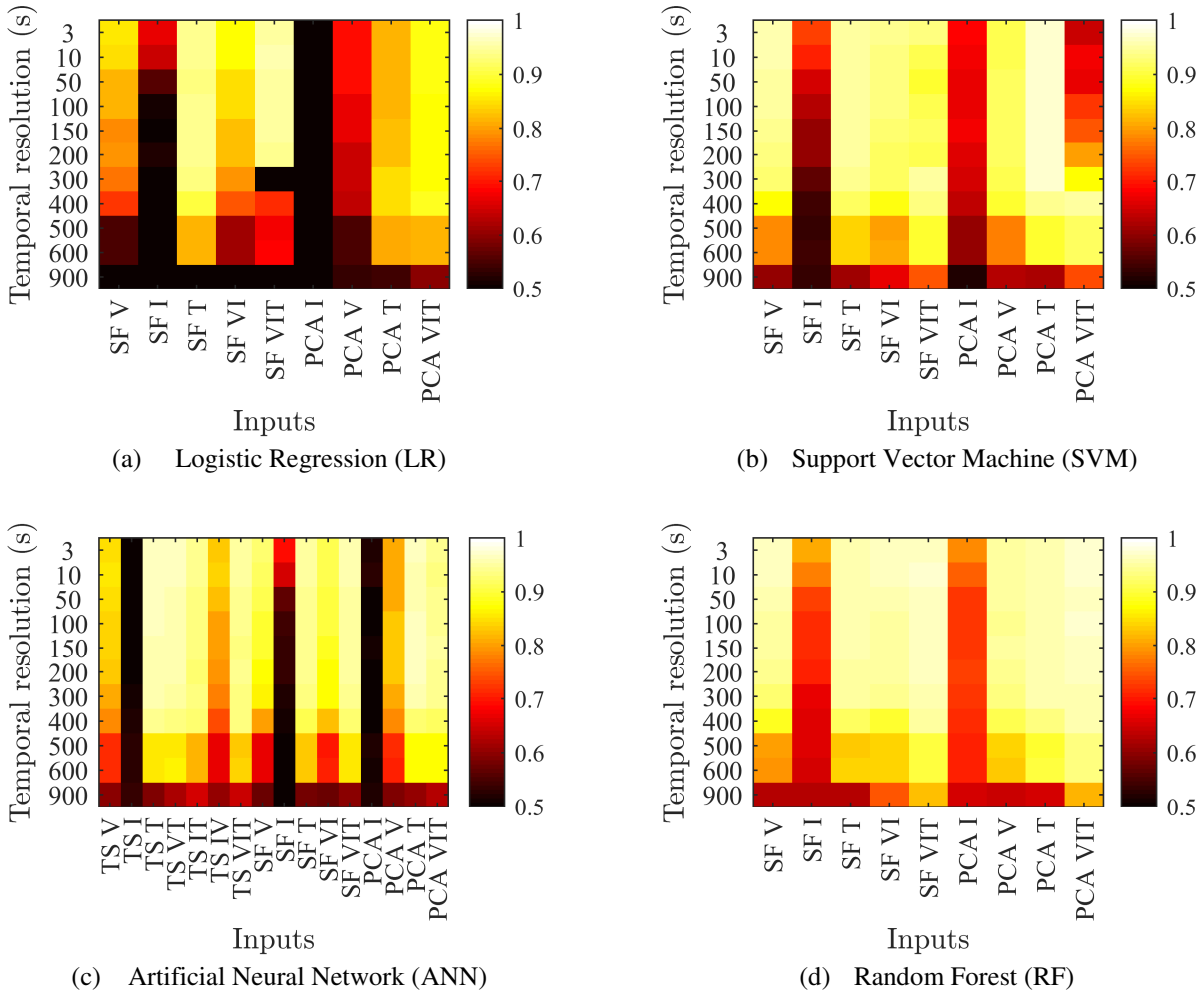 Temporal resolution (s)
3
10
50
100
150
200
300
400
500
600
900
SF V
SF I
SF T
SF VI
SF VIT
PCA I
PCA V
PCA T
PCA VIT
Inputs
1
0.9
0.8
0.7
0.6
0.5
(a) Logistic Regression (LR)
Temporal resolution (s)
3
10
50
100
150
200
300
400
500
600
900
SF V
SF I
SF T
SF VI
SF VIT
PCA I
PCA V
PCA T
PCA VIT
Inputs
1
0.9
0.8
0.7
0.6
0.5
(b) Support Vector Machine (SVM)
Temporal resolution (s)
3
10
50
100
150
200
300
400
500
600
900
TS V
TS I
TS T
TS VT
TS IT
TS IV
TS VIT
SF V
SF I
SF T
SF VI
SF VIT
PCA I
PCA V
PCA T
PCA VIT
Inputs
1
0.9
0.8
0.7
0.6
0.5
(c) Artificial Neural Network (ANN)
Temporal resolution (s)
3
10
50
100
150
200
300
400
500
600
900
SF V
SF I
SF T
SF VI
SF VIT
PCA I
PCA V
PCA T
PCA VIT
Inputs
1
0.9
0.8
0.7
0.6
0.5
(d) Random Forest (RF)